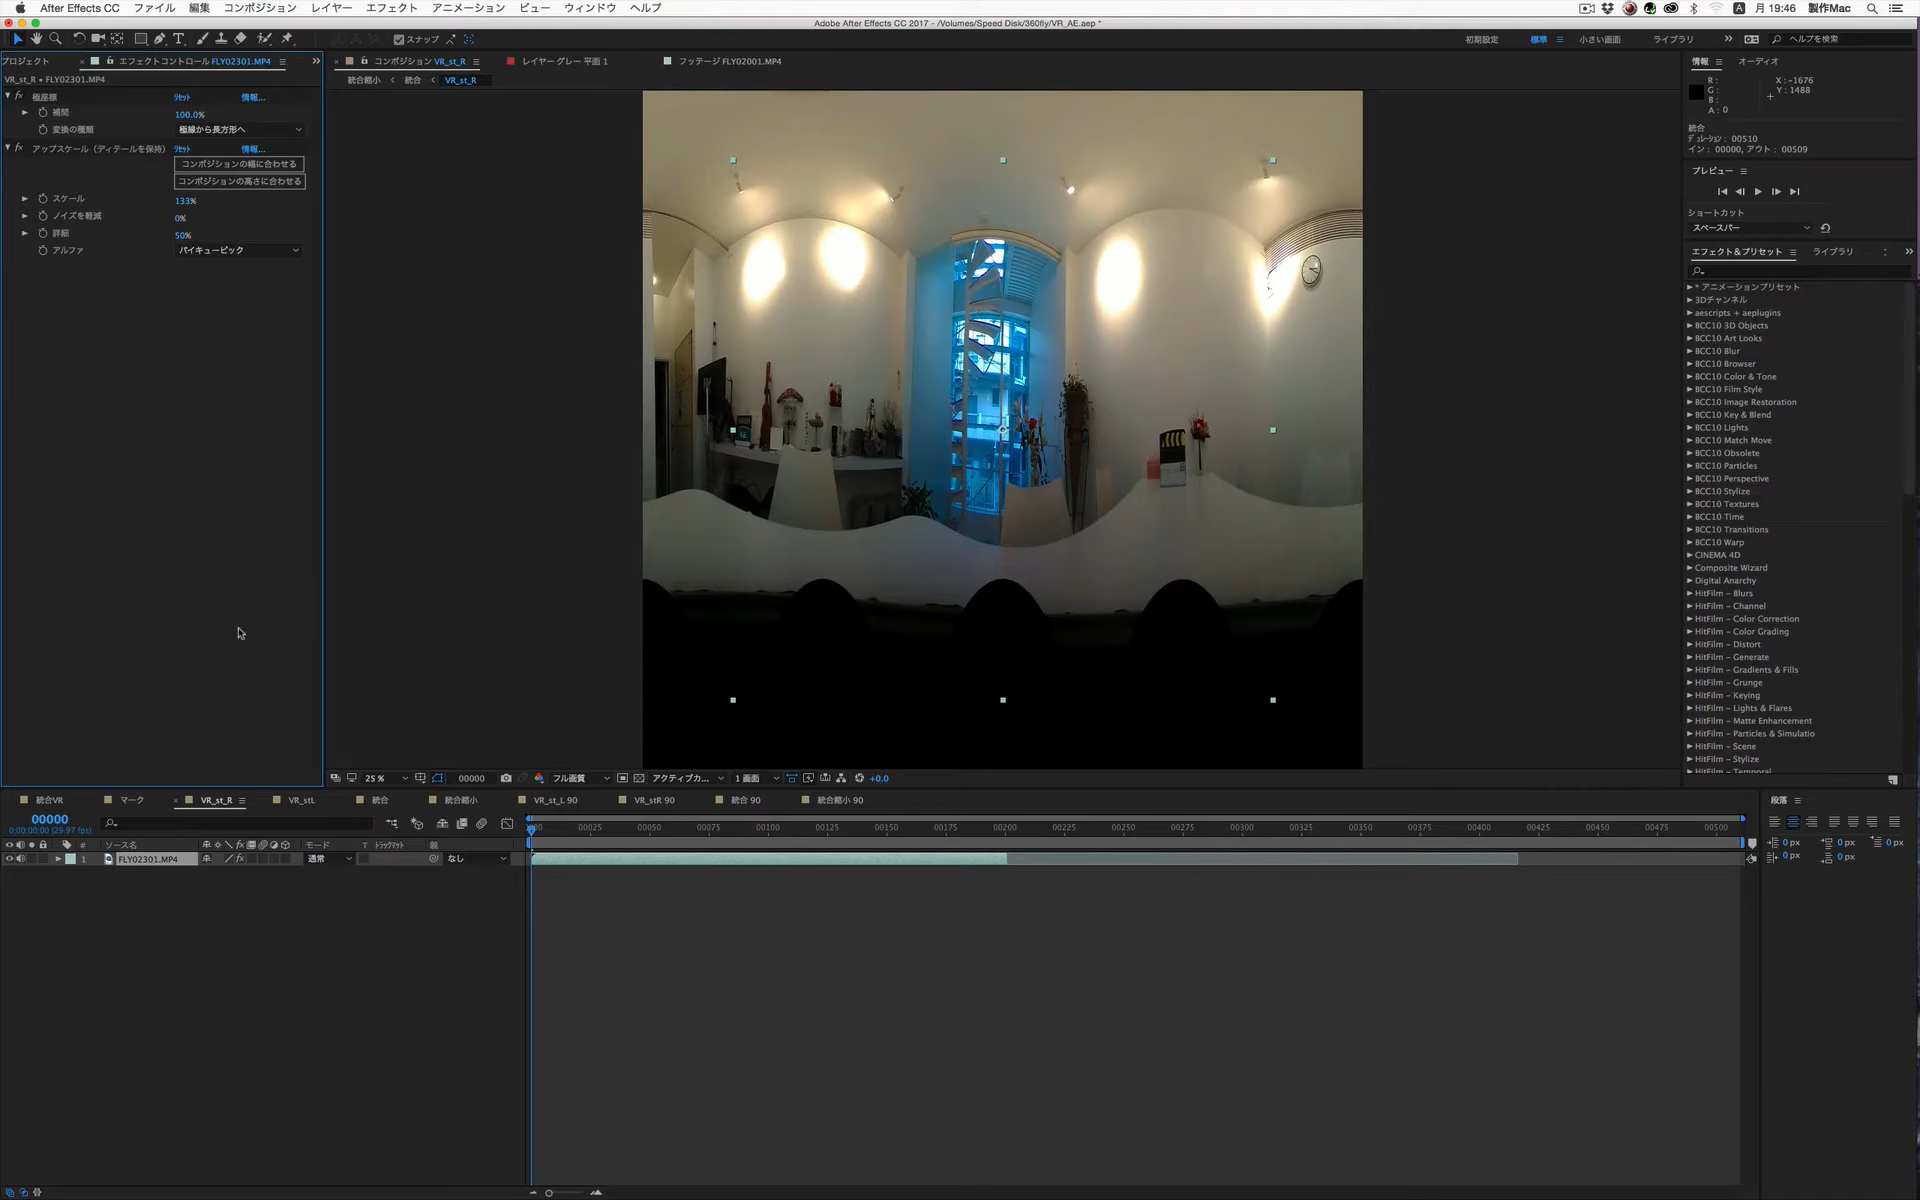 After Effects CC ファイル 編集 コンポジション レイヤー エフェクト アニメーション ビュー ウィンドウ ヘルプ
月 19:46 製作Mac
Adobe After Effects CC 2017 - /Volumes/Speed Disk/360fly/VR_AE.aep *
スナップ
初期設定 標準 小さい画面 ライブラリ ヘルプを検索
プロジェクト エフェクトコントロール FLY02301.MP4
コンポジション VR_st_R レイヤー グレー 平面 1 フッテージ FLY02001.MP4
VR_st_R • FLY02301.MP4
統合縮小 統合 VR_st_R
極座標 リセット 情報...
補間 100.0%
変換の種類 極線から長方形へ
アップスケール（ディテールを保持） リセット 情報...
コンポジションの幅に合わせる
コンポジションの高さに合わせる
スケール 133%
ノイズを軽減 0%
詳細 50%
アルファ バイキュービック
情報 オーディオ
R :
G :
B :
A : 0
X : -1676
Y : 1488
統合
デュレーション : 00510
イン : 00000, アウト : 00509
プレビュー
ショートカット
スペースバー
エフェクト＆プリセット ライブラリ
* アニメーションプリセット
3Dチャンネル
aescripts + aeplugins
BCC10 3D Objects
BCC10 Art Looks
BCC10 Blur
BCC10 Browser
BCC10 Color & Tone
BCC10 Film Style
BCC10 Image Restoration
BCC10 Key & Blend
BCC10 Lights
BCC10 Match Move
BCC10 Obsolete
BCC10 Particles
BCC10 Perspective
BCC10 Stylize
BCC10 Textures
BCC10 Time
BCC10 Transitions
BCC10 Warp
CINEMA 4D
Composite Wizard
Digital Anarchy
HitFilm - Blurs
HitFilm - Channel
HitFilm - Color Correction
HitFilm - Color Grading
HitFilm - Distort
HitFilm - Generate
HitFilm - Gradients & Fills
HitFilm - Grunge
HitFilm - Keying
HitFilm - Lights & Flares
HitFilm - Matte Enhancement
HitFilm - Particles & Simulatio
HitFilm - Scene
HitFilm - Stylize
HitFilm - Temporal
25 % 00000 フル画質 アクティブカ... 1 画面 +0.0
統合VR マーク VR_st_R VR_stL 統合 統合縮小 VR_st_L 90 VR_stR 90 統合 90 統合縮小 90
段落
00000
0;00;00;00 (29.97 fps)
00025 00050 00075 00100 00125 00150 00175 00200 00225 00250 00275 00300 00325 00350 00375 00400 00425 00450 00475 00500
# ソース名 モード T トラックマット 親
1 FLY02301.MP4 通常 なし
0 px 0 px 0 px
0 px 0 px